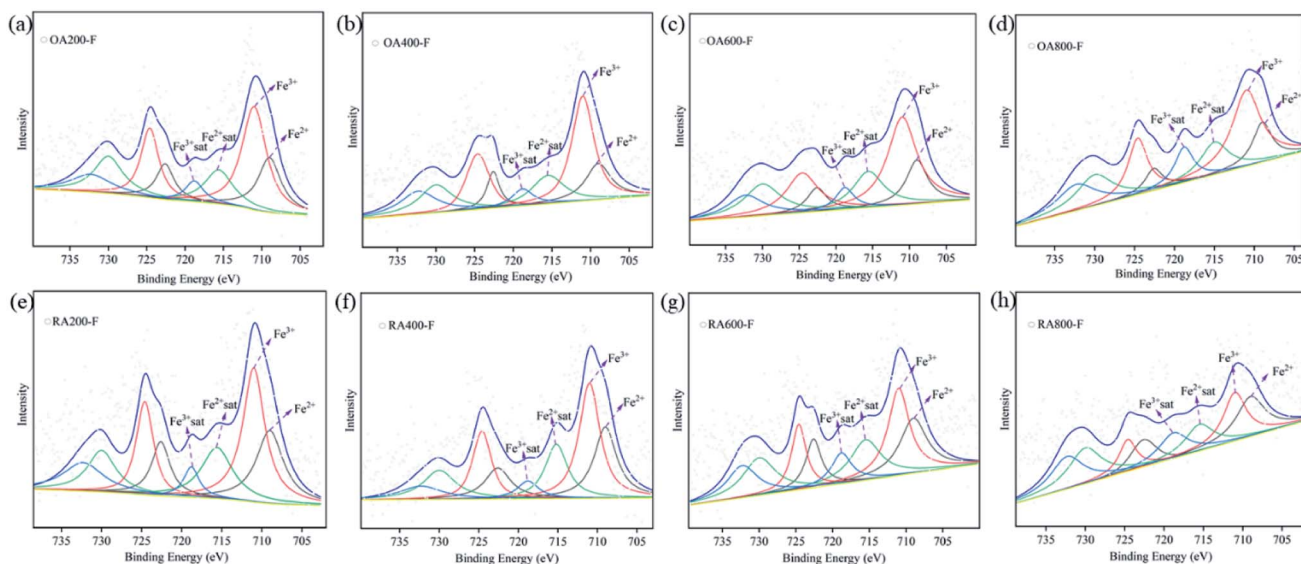 (a)
OA200-F
Fe³⁺
Fe²⁺sat
Fe³⁺sat
Fe²⁺
Intensity
735 730 725 720 715 710 705
Binding Energy (eV)
(b)
OA400-F
Fe³⁺
Fe²⁺sat
Fe³⁺sat
Fe²⁺
Intensity
735 730 725 720 715 710 705
Binding Energy (eV)
(c)
OA600-F
Fe³⁺
Fe²⁺sat
Fe²⁺
Fe³⁺sat
Intensity
735 730 725 720 715 710 705
Binding Energy (eV)
(d)
OA800-F
Fe³⁺
Fe²⁺sat
Fe³⁺sat
Fe²⁺
Intensity
735 730 725 720 715 710 705
Binding Energy (eV)
(e)
RA200-F
Fe³⁺
Fe²⁺sat
Fe³⁺sat
Fe²⁺
Intensity
735 730 725 720 715 710
Binding Energy (eV)
(f)
RA400-F
Fe³⁺
Fe²⁺sat
Fe²⁺
Fe³⁺sat
Intensity
735 730 725 720 715 710 705
Binding Energy (eV)
(g)
RA600-F
Fe³⁺
Fe²⁺
Fe²⁺sat
Fe³⁺sat
Intensity
735 730 725 720 715 710 705
Binding Energy (eV)
(h)
RA800-F
Fe³⁺
Fe²⁺
Fe²⁺sat
Fe³⁺sat
Intensity
735 730 725 720 715 710 705
Binding Energy (eV)